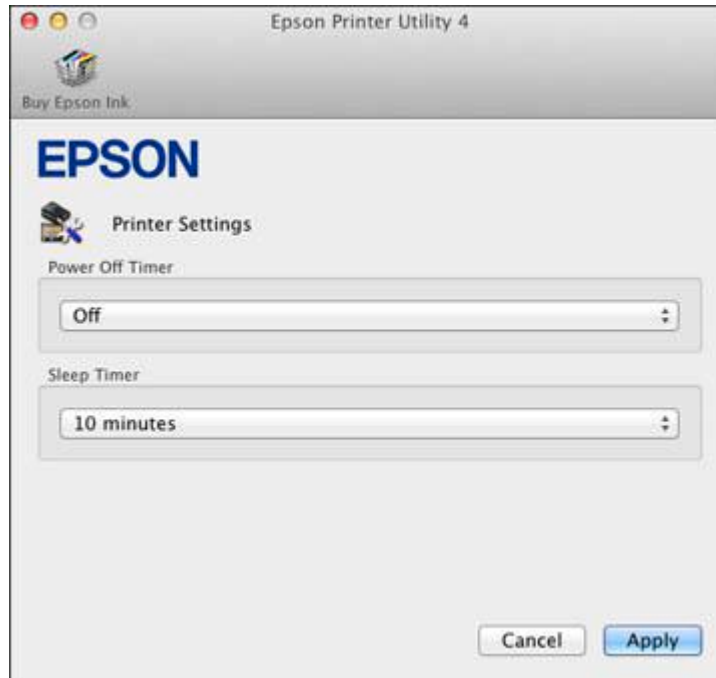 Epson Printer Utility 4
Buy Epson Ink
EPSON
Printer Settings
Power Off Timer
Off
Sleep Timer
10 minutes
Cancel Apply